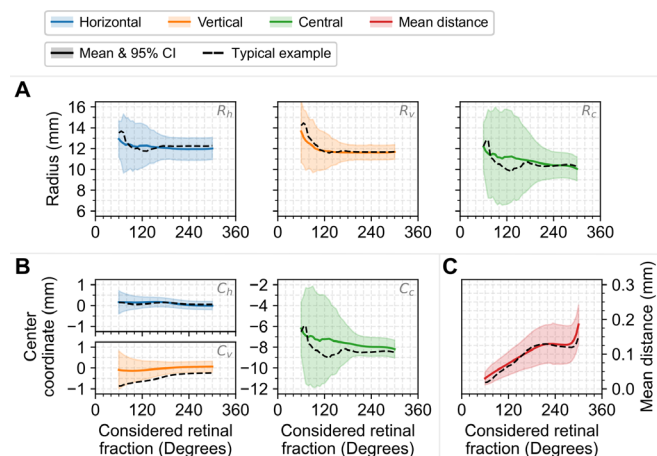 Horizontal Vertical Central Mean distance
Mean & 95% CI Typical example
A
R_h R_v R_c
Radius (mm)
16
14
12
10
8
6
0 120 240 360 0 120 240 360 0 120 240 360
B C
C_h C_c
Center
coordinate (mm)
1
0
−1
C_v
1
0
−1
−2
−4
−6
−8
−10
−12
0.3
0.2
0.1
0.0
Mean distance (mm)
0 120 240 360 0 120 240 360 0 120 240 360
Considered retinal Considered retinal Considered retinal
fraction (Degrees) fraction (Degrees) fraction (Degrees)